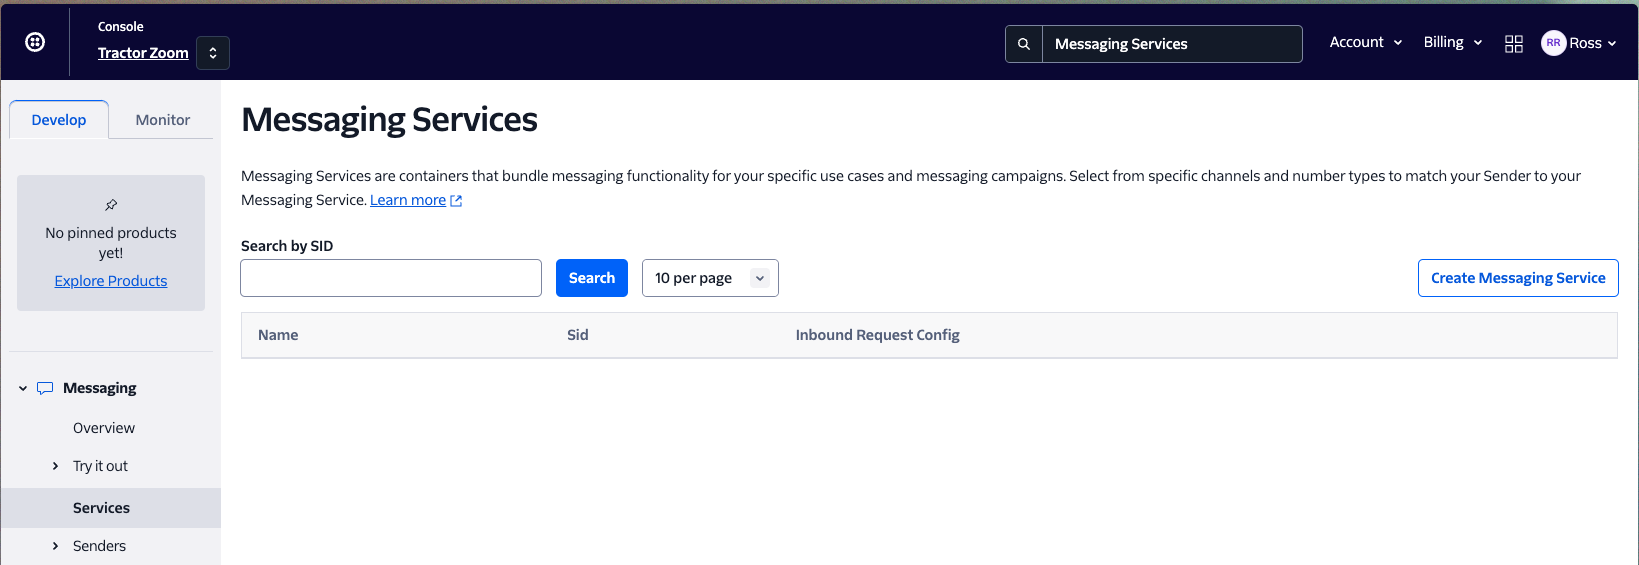 Console
Tractor Zoom
Messaging Services
Account
Billing
RR
Ross
Develop
Monitor
No pinned products
yet!
Explore Products
Messaging
Overview
Try it out
Services
Senders
Messaging Services
Messaging Services are containers that bundle messaging functionality for your specific use cases and messaging campaigns. Select from specific channels and number types to match your Sender to your
Messaging Service. Learn more
Search by SID
Search
10 per page
Create Messaging Service
Name
Sid
Inbound Request Config